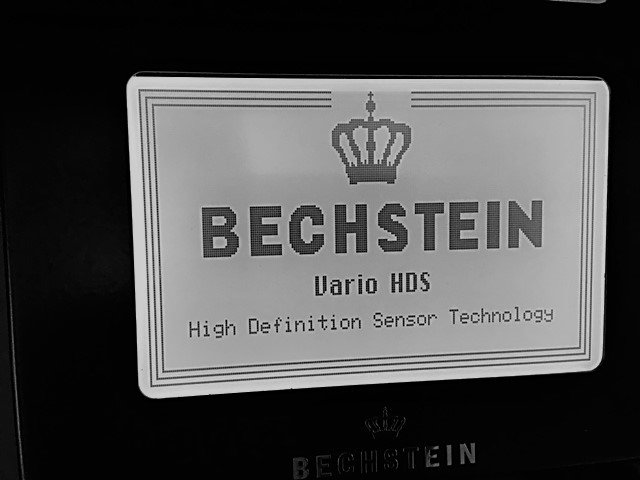 BECHSTEIN
Vario HDS
High Definition Sensor Technology
BECHSTEIN